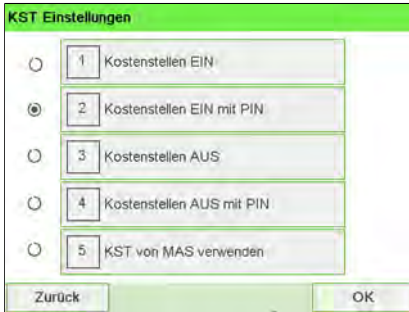 KST Einstellungen
1 Kostenstellen EIN
2 Kostenstellen EIN mit PIN
3 Kostenstellen AUS
4 Kostenstellen AUS mit PIN
5 KST von MAS verwenden
Zurück OK